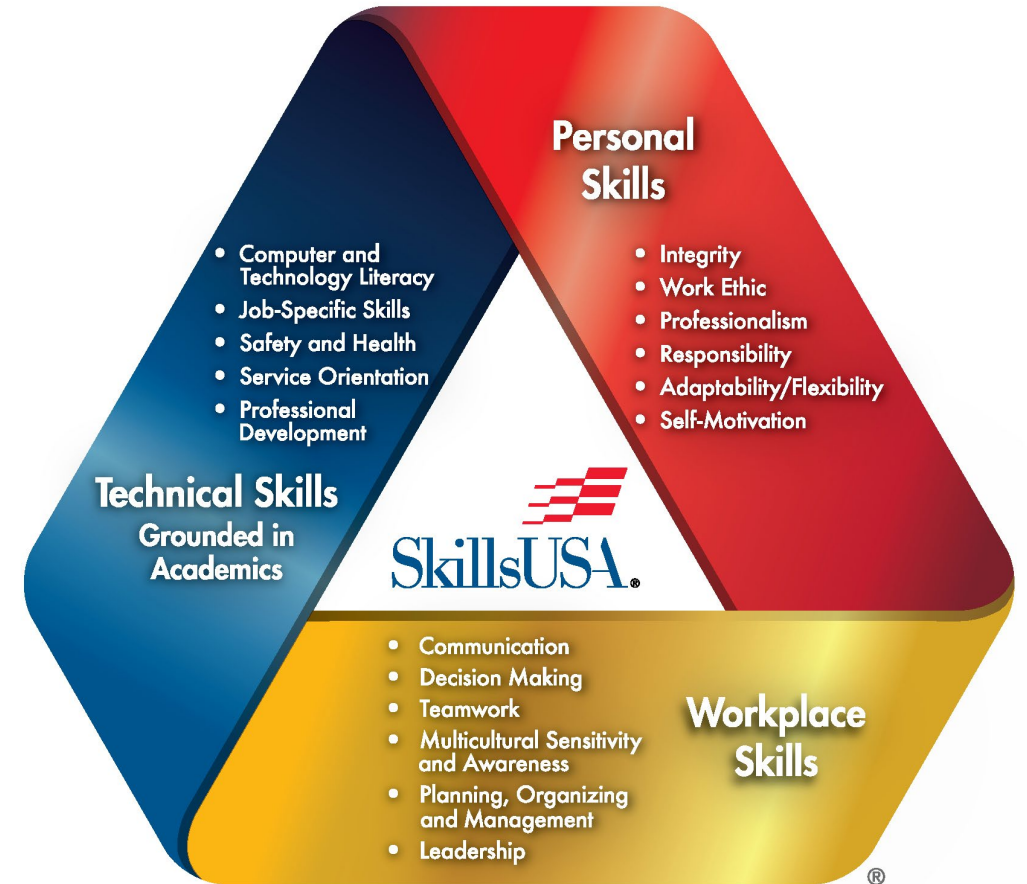 Personal
Skills
• Integrity
• Work Ethic
• Professionalism
• Responsibility
• Adaptability/Flexibility
• Self-Motivation
• Computer and
Technology Literacy
• Job-Specific Skills
• Safety and Health
• Service Orientation
• Professional
Development
Technical Skills
Grounded in
Academics
SkillsUSA®
• Communication
• Decision Making
• Teamwork
• Multicultural Sensitivity
and Awareness
• Planning, Organizing
and Management
• Leadership
Workplace
Skills
®